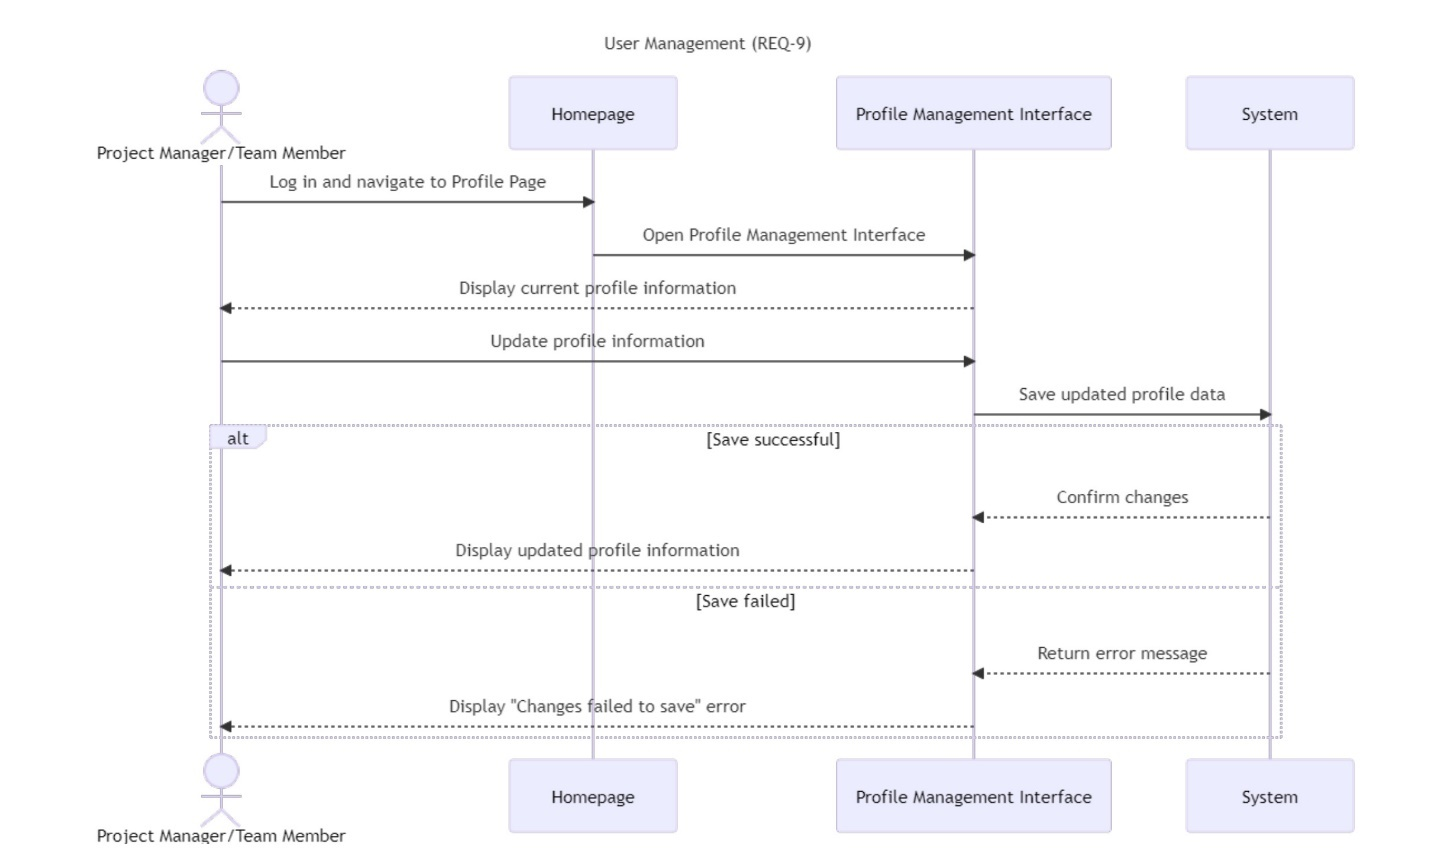 User Management (REQ-9)
Homepage
Profile Management Interface
System
Project Manager/Team Member
Log in and navigate to Profile Page
Open Profile Management Interface
Display current profile information
Update profile information
Save updated profile data
alt
[Save successful]
Confirm changes
Display updated profile information
[Save failed]
Return error message
Display "Changes failed to save" error
Homepage
Profile Management Interface
System
Project Manager/Team Member